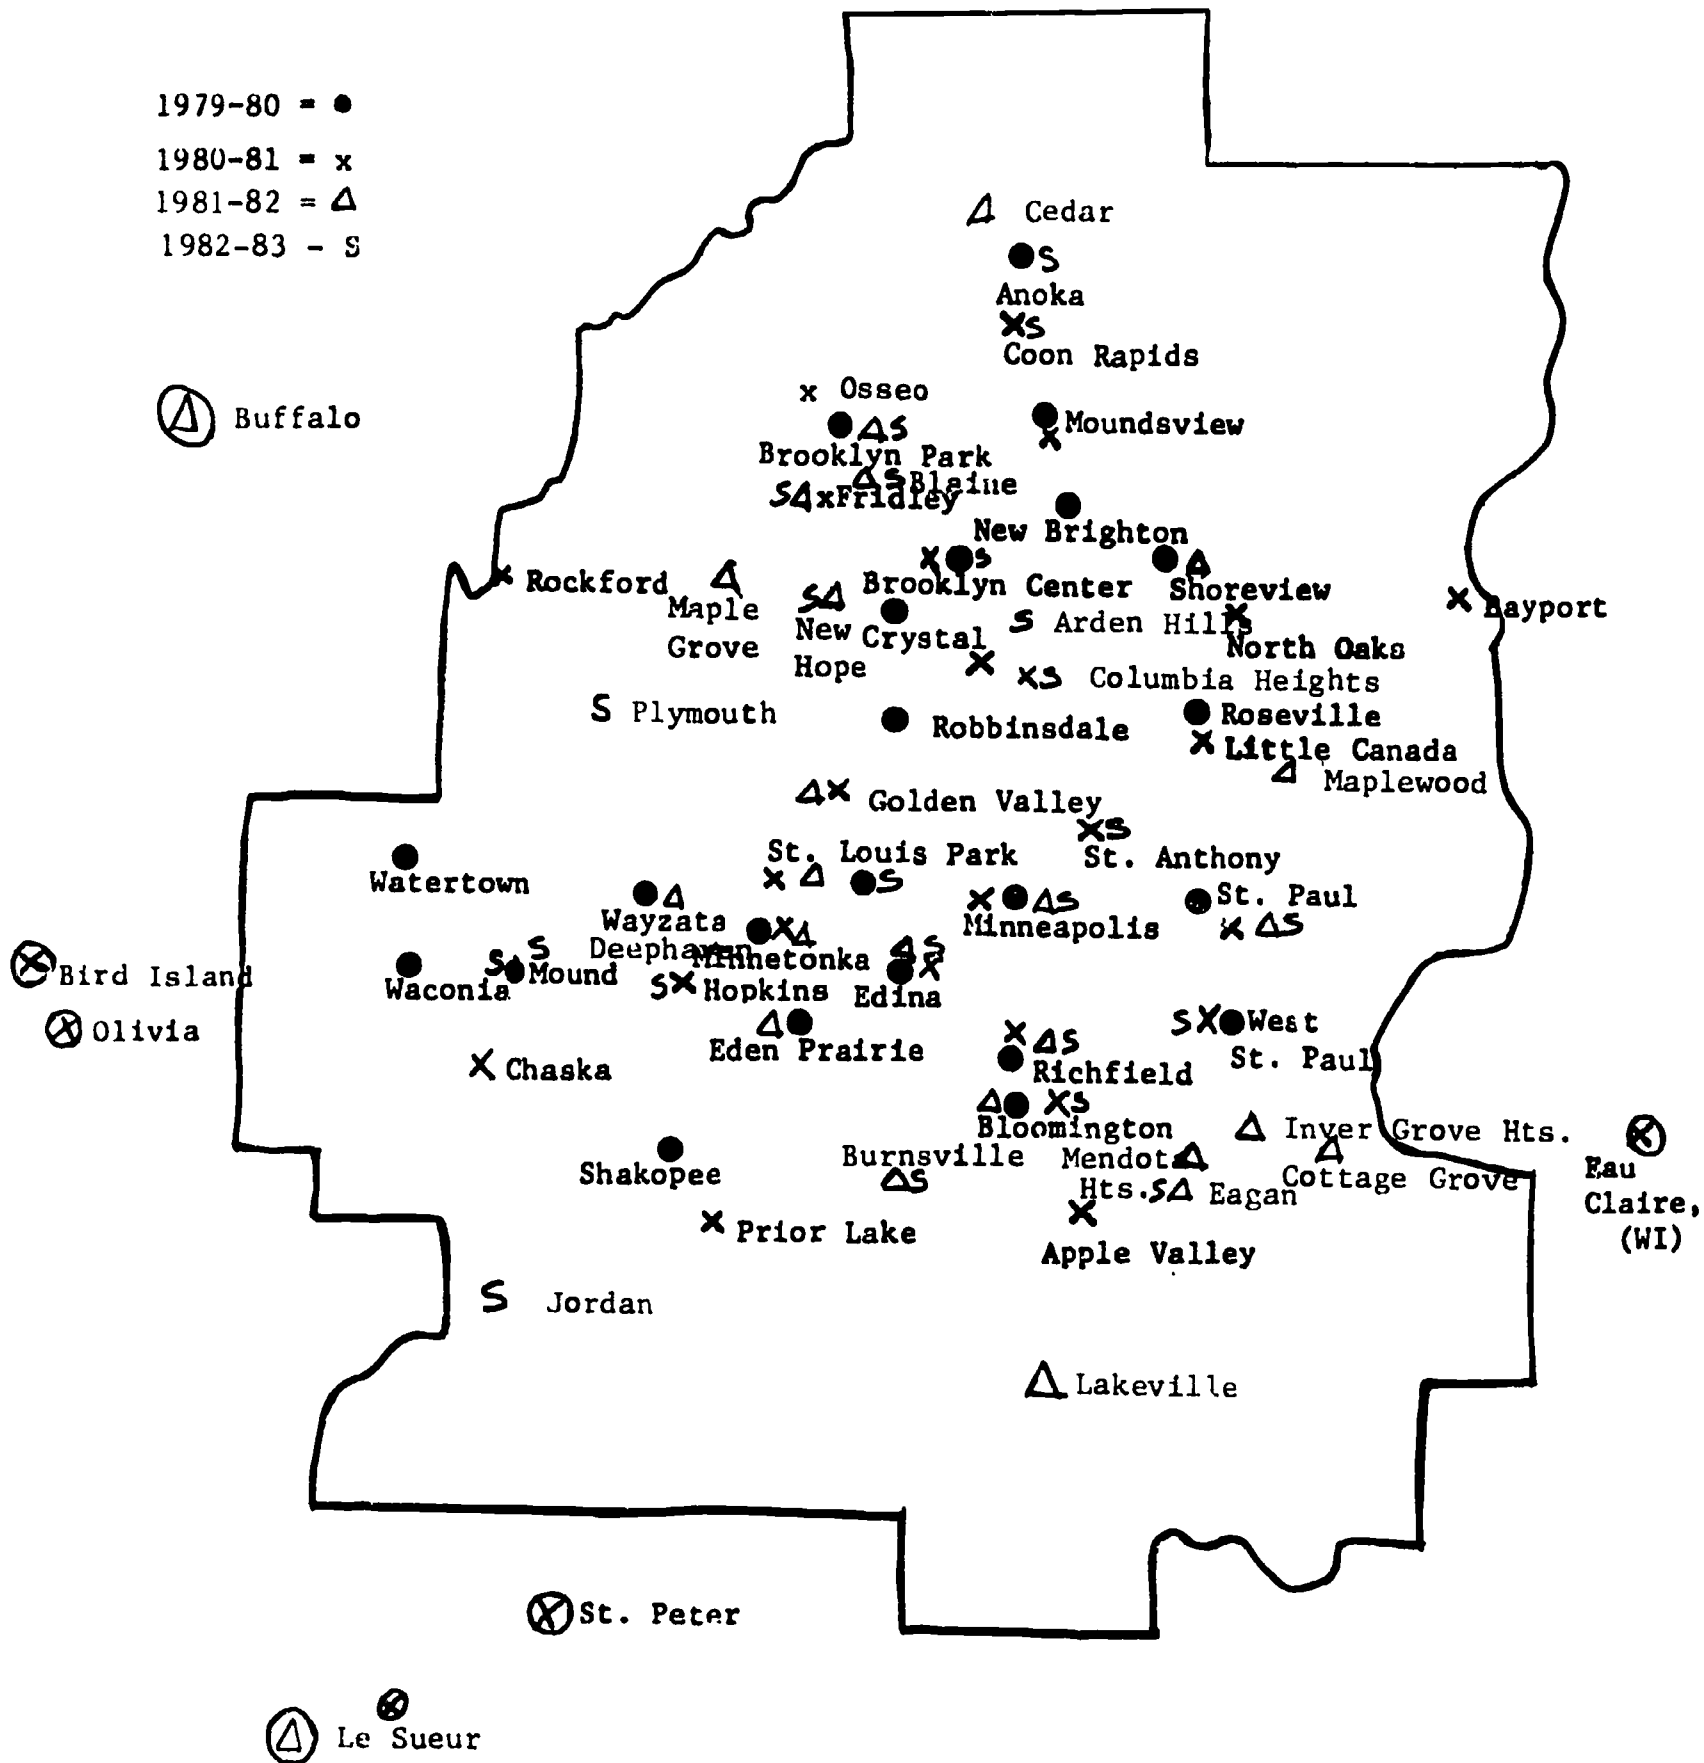 1979-80 = ●
1980-81 = x
1981-82 = Δ
1982-83 - S
Δ Cedar
● S
Anoka
X S
Coon Rapids
x Osseo
Δ Buffalo
● Δ S
● Moundsview
X
Brooklyn Park
Δ S Blaine
S Δ x Fridley
●
New Brighton
X ● S
● Δ
x Rockford
Δ
Maple
Grove
S Δ
New
Hope
Brooklyn Center
Shoreview
●
Crystal
X
S Arden Hills
X
North Oaks
X Bayport
X S Columbia Heights
S Plymouth
● Robbinsdale
● Roseville
X Little Canada
Δ Maplewood
Δ X Golden Valley
X S
St. Anthony
St. Louis Park
X Δ ● S
●
Watertown
● Δ
Wayzata
Deephaven
● X Δ
Minnetonka
X ● Δ S
Minneapolis
● St. Paul
X Δ S
X Bird Island
●
Waconia
S S
● Mound
S X Hopkins
Δ S
● X
Edina
X Olivia
Δ ●
Eden Prairie
X Chaska
X Δ S
● Richfield
S X ● West
St. Paul
Δ ● X S
Bloomington
Δ Inver Grove Hts.
X
Eau
Claire,
(WI)
●
Shakopee
Burnsville
Δ S
Mendota Δ
Hts.
Δ
Cottage Grove
S Δ Eagan
X Prior Lake
X
Apple Valley
S Jordan
Δ Lakeville
X St. Peter
X
Δ Le Sueur